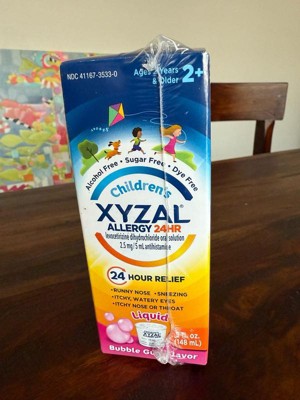 NDC 41167-3533-0
Ages 2 Years & Older 2+
Alcohol Free • Sugar Free • Dye Free
Children's
XYZAL
ALLERGY 24HR
levocetirizine dihydrochloride oral solution
2.5 mg/5 mL antihistamine
24 HOUR RELIEF
•RUNNY NOSE •SNEEZING
•ITCHY, WATERY EYES
•ITCHY NOSE OR THROAT
Liquid
XYZAL
fl. oz.
(148 mL)
Bubble Gum Flavor